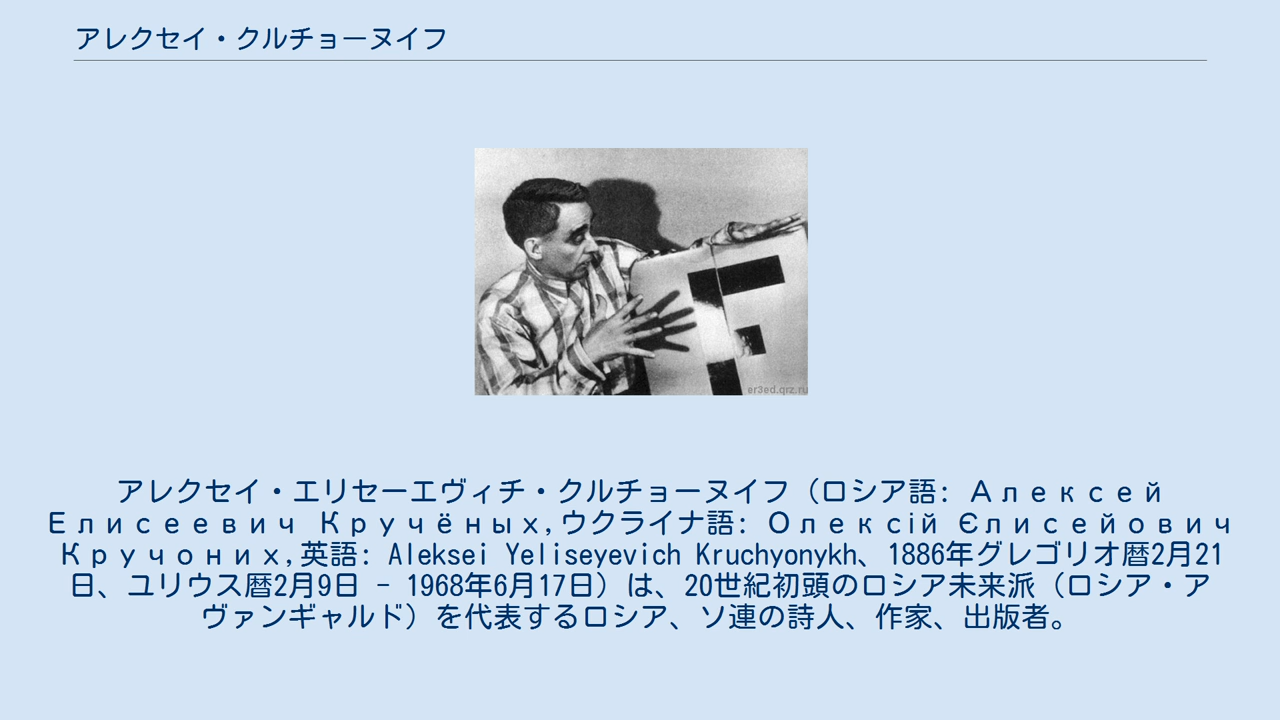 アレクセイ・クルチョーヌイフ
er3ed.qrz.ru
アレクセイ・エリセーエヴィチ・クルチョーヌイフ（ロシア語: Алексей
Елисеевич Кручёных,ウクライナ語: Олексій Єлисейович
Кручоних,英語: Aleksei Yeliseyevich Kruchyonykh、1886年グレゴリオ暦2月21
日、ユリウス暦2月9日 - 1968年6月17日）は、20世紀初頭のロシア未来派（ロシア・ア
ヴァンギャルド）を代表するロシア、ソ連の詩人、作家、出版者。